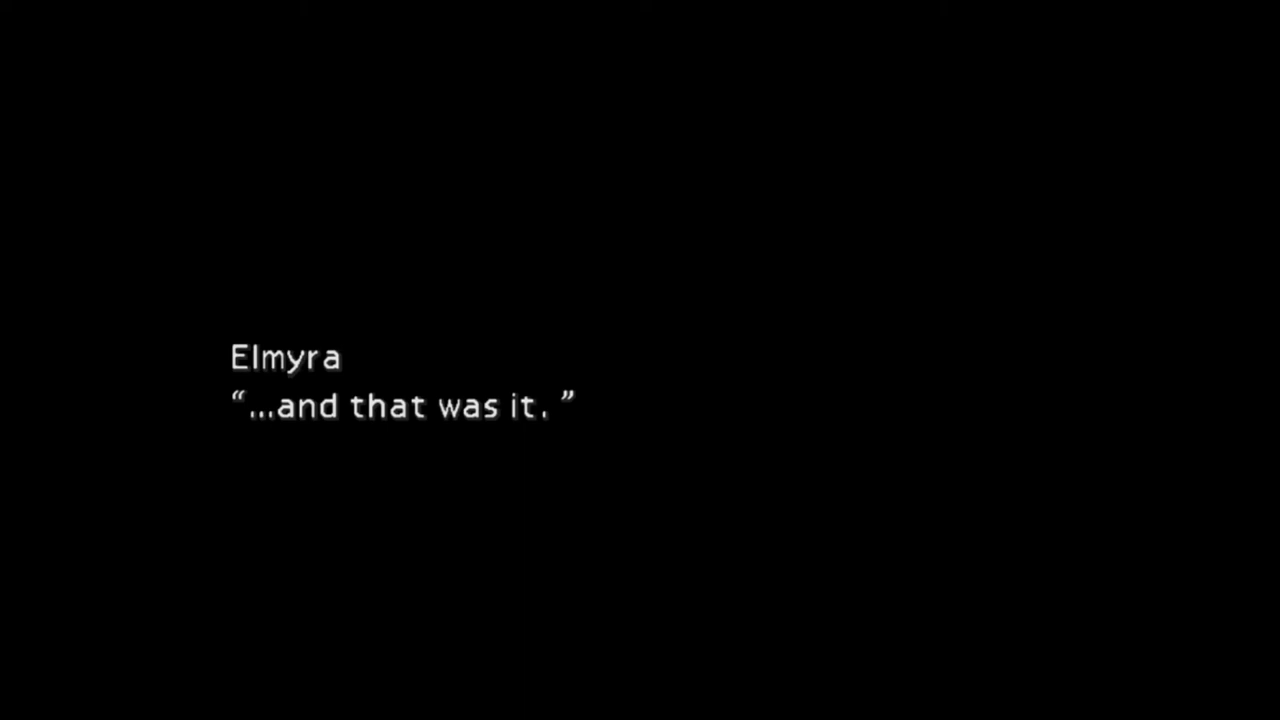 Elmyra
“...and that was it. ”